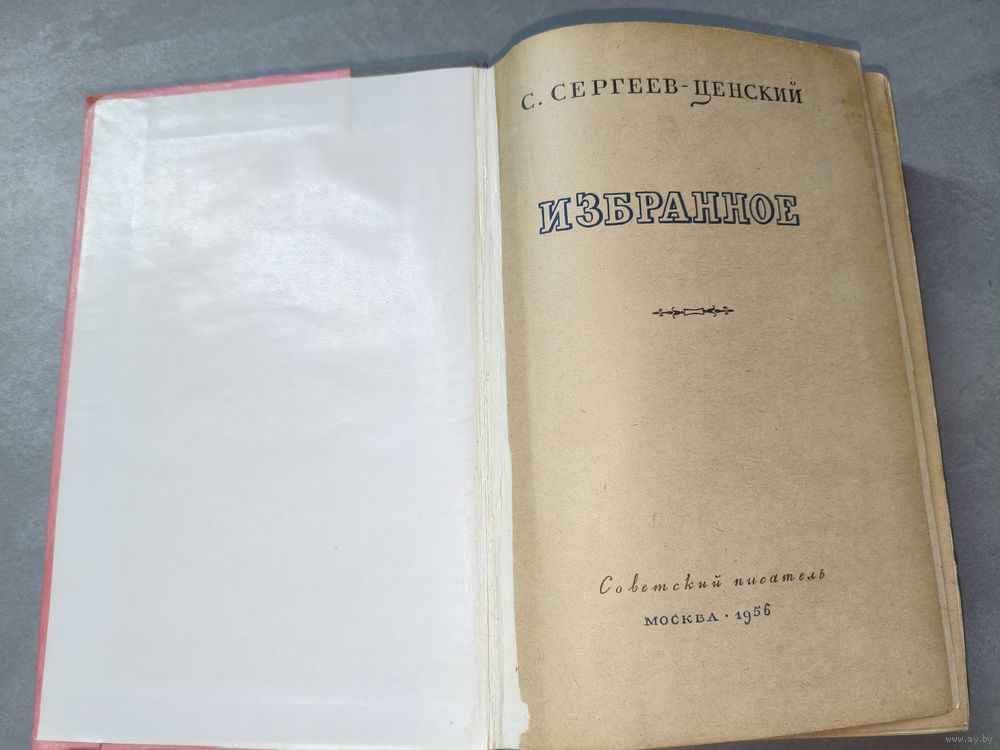 С. СЕРГЕЕВ-ЦЕНСКИЙ
ИЗБРАННОЕ
Советский писатель
МОСКВА · 1956
www.ay.by